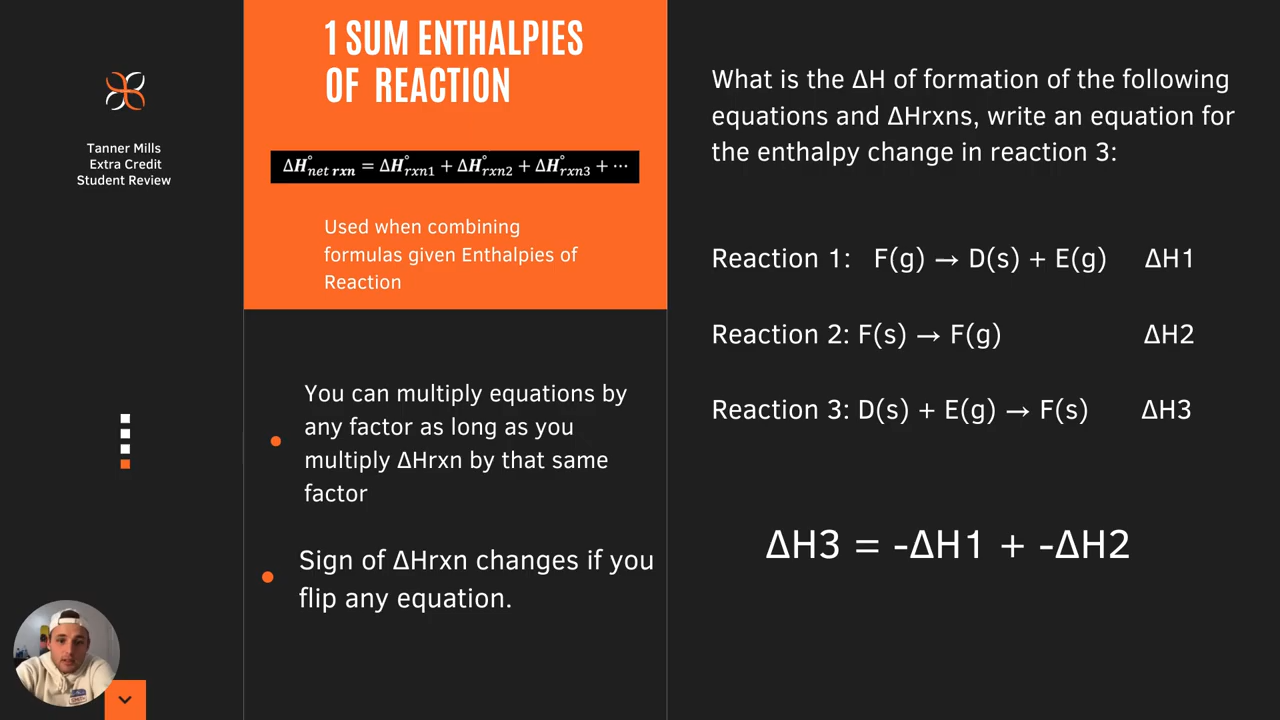 Tanner Mills
Extra Credit
Student Review
1 SUM ENTHALPIES
OF REACTION
ΔH°net rxn = ΔH°rxn1 + ΔH°rxn2 + ΔH°rxn3 + ⋯
Used when combining
formulas given Enthalpies of
Reaction
You can multiply equations by
any factor as long as you
multiply ΔHrxn by that same
factor
Sign of ΔHrxn changes if you
flip any equation.
What is the ΔH of formation of the following
equations and ΔHrxns, write an equation for
the enthalpy change in reaction 3:
Reaction 1: F(g) → D(s) + E(g) ΔH1
Reaction 2: F(s) → F(g) ΔH2
Reaction 3: D(s) + E(g) → F(s) ΔH3
ΔH3 = -ΔH1 + -ΔH2